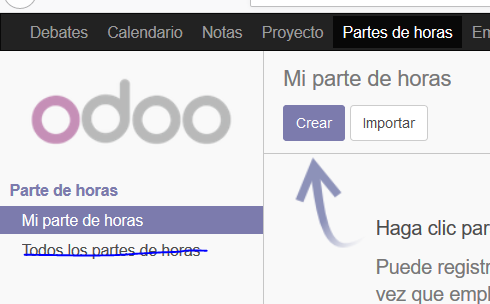 Debates Calendario Notas Proyecto Partes de horas
odoo
Mi parte de horas
Crear Importar
Parte de horas
Mi parte de horas
Todos los partes de horas
Haga clic par
Puede registr
vez que empl